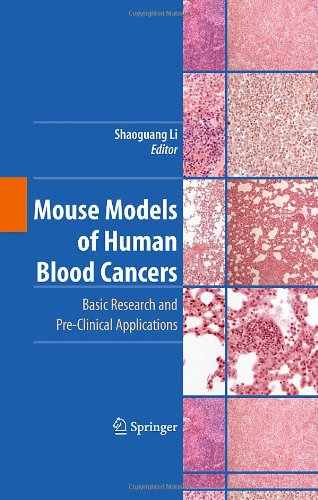 Shaoguang Li
Editor
Mouse Models
of Human
Blood Cancers
Basic Research and
Pre-Clinical Applications
Springer